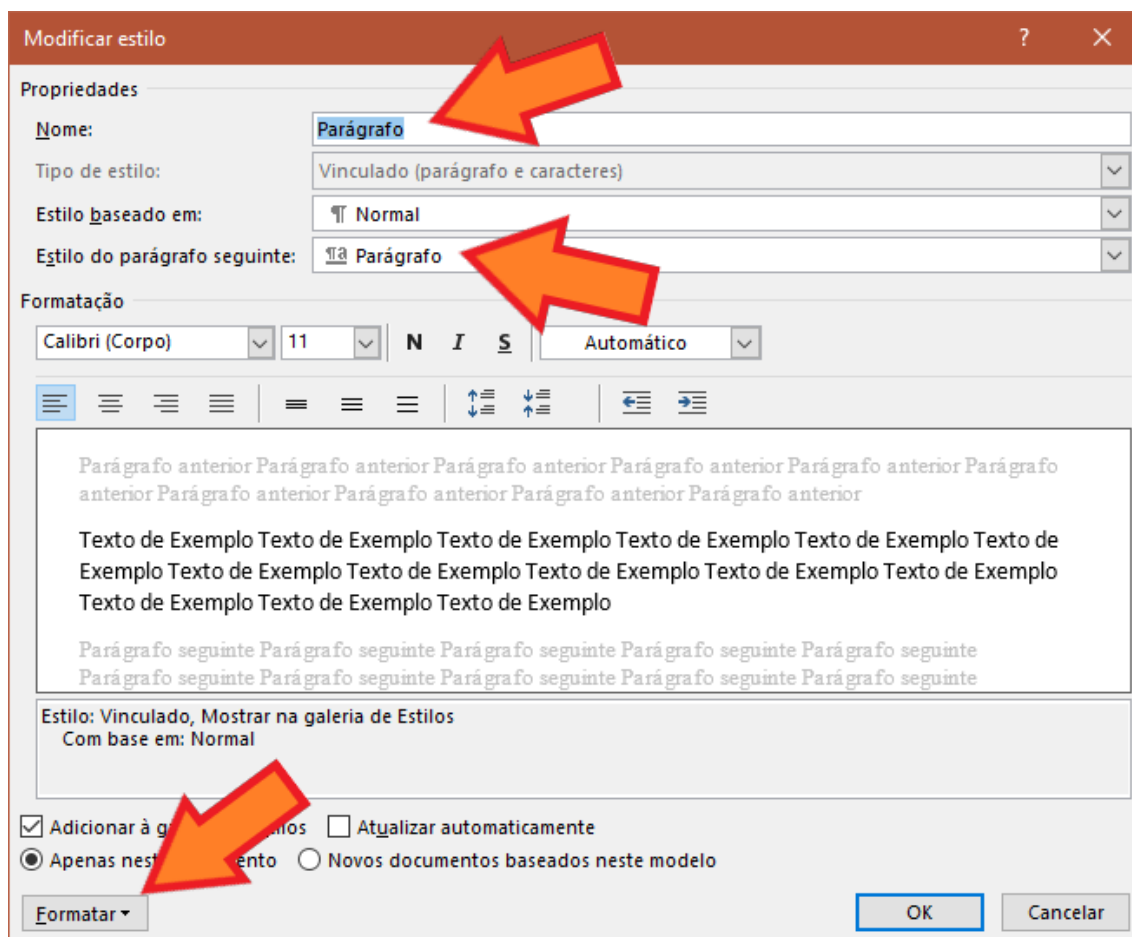 Modificar estilo ? ×
Propriedades
Nome: Parágrafo
Tipo de estilo: Vinculado (parágrafo e caracteres)
Estilo baseado em: ¶ Normal
Estilo do parágrafo seguinte: ¶a Parágrafo
Formatação
Calibri (Corpo) 11 N I S Automático
Parágrafo anterior Parágrafo anterior Parágrafo anterior Parágrafo anterior Parágrafo anterior Parágrafo
anterior Parágrafo anterior Parágrafo anterior Parágrafo anterior Parágrafo anterior
Texto de Exemplo Texto de Exemplo Texto de Exemplo Texto de Exemplo Texto de Exemplo Texto de
Exemplo Texto de Exemplo Texto de Exemplo Texto de Exemplo Texto de Exemplo Texto de Exemplo
Texto de Exemplo Texto de Exemplo Texto de Exemplo
Parágrafo seguinte Parágrafo seguinte Parágrafo seguinte Parágrafo seguinte Parágrafo seguinte
Parágrafo seguinte Parágrafo seguinte Parágrafo seguinte Parágrafo seguinte Parágrafo seguinte
Estilo: Vinculado, Mostrar na galeria de Estilos
Com base em: Normal
Adicionar à Atualizar automaticamente
Apenas Novos documentos baseados neste modelo
Formatar OK Cancelar